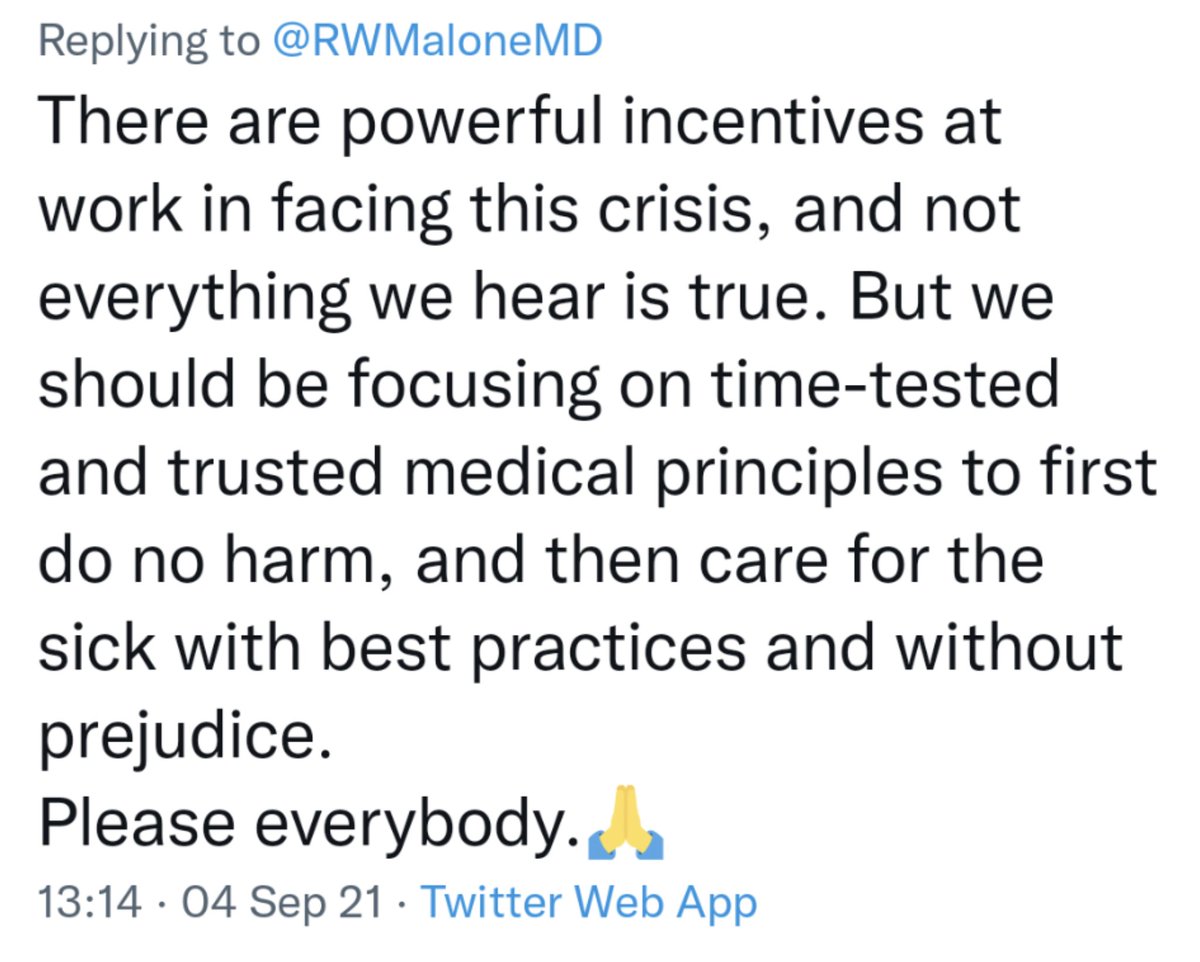 Replying to @RWMaloneMD
There are powerful incentives at
work in facing this crisis, and not
everything we hear is true. But we
should be focusing on time-tested
and trusted medical principles to first
do no harm, and then care for the
sick with best practices and without
prejudice.
Please everybody.🙏
13:14 · 04 Sep 21 · Twitter Web App